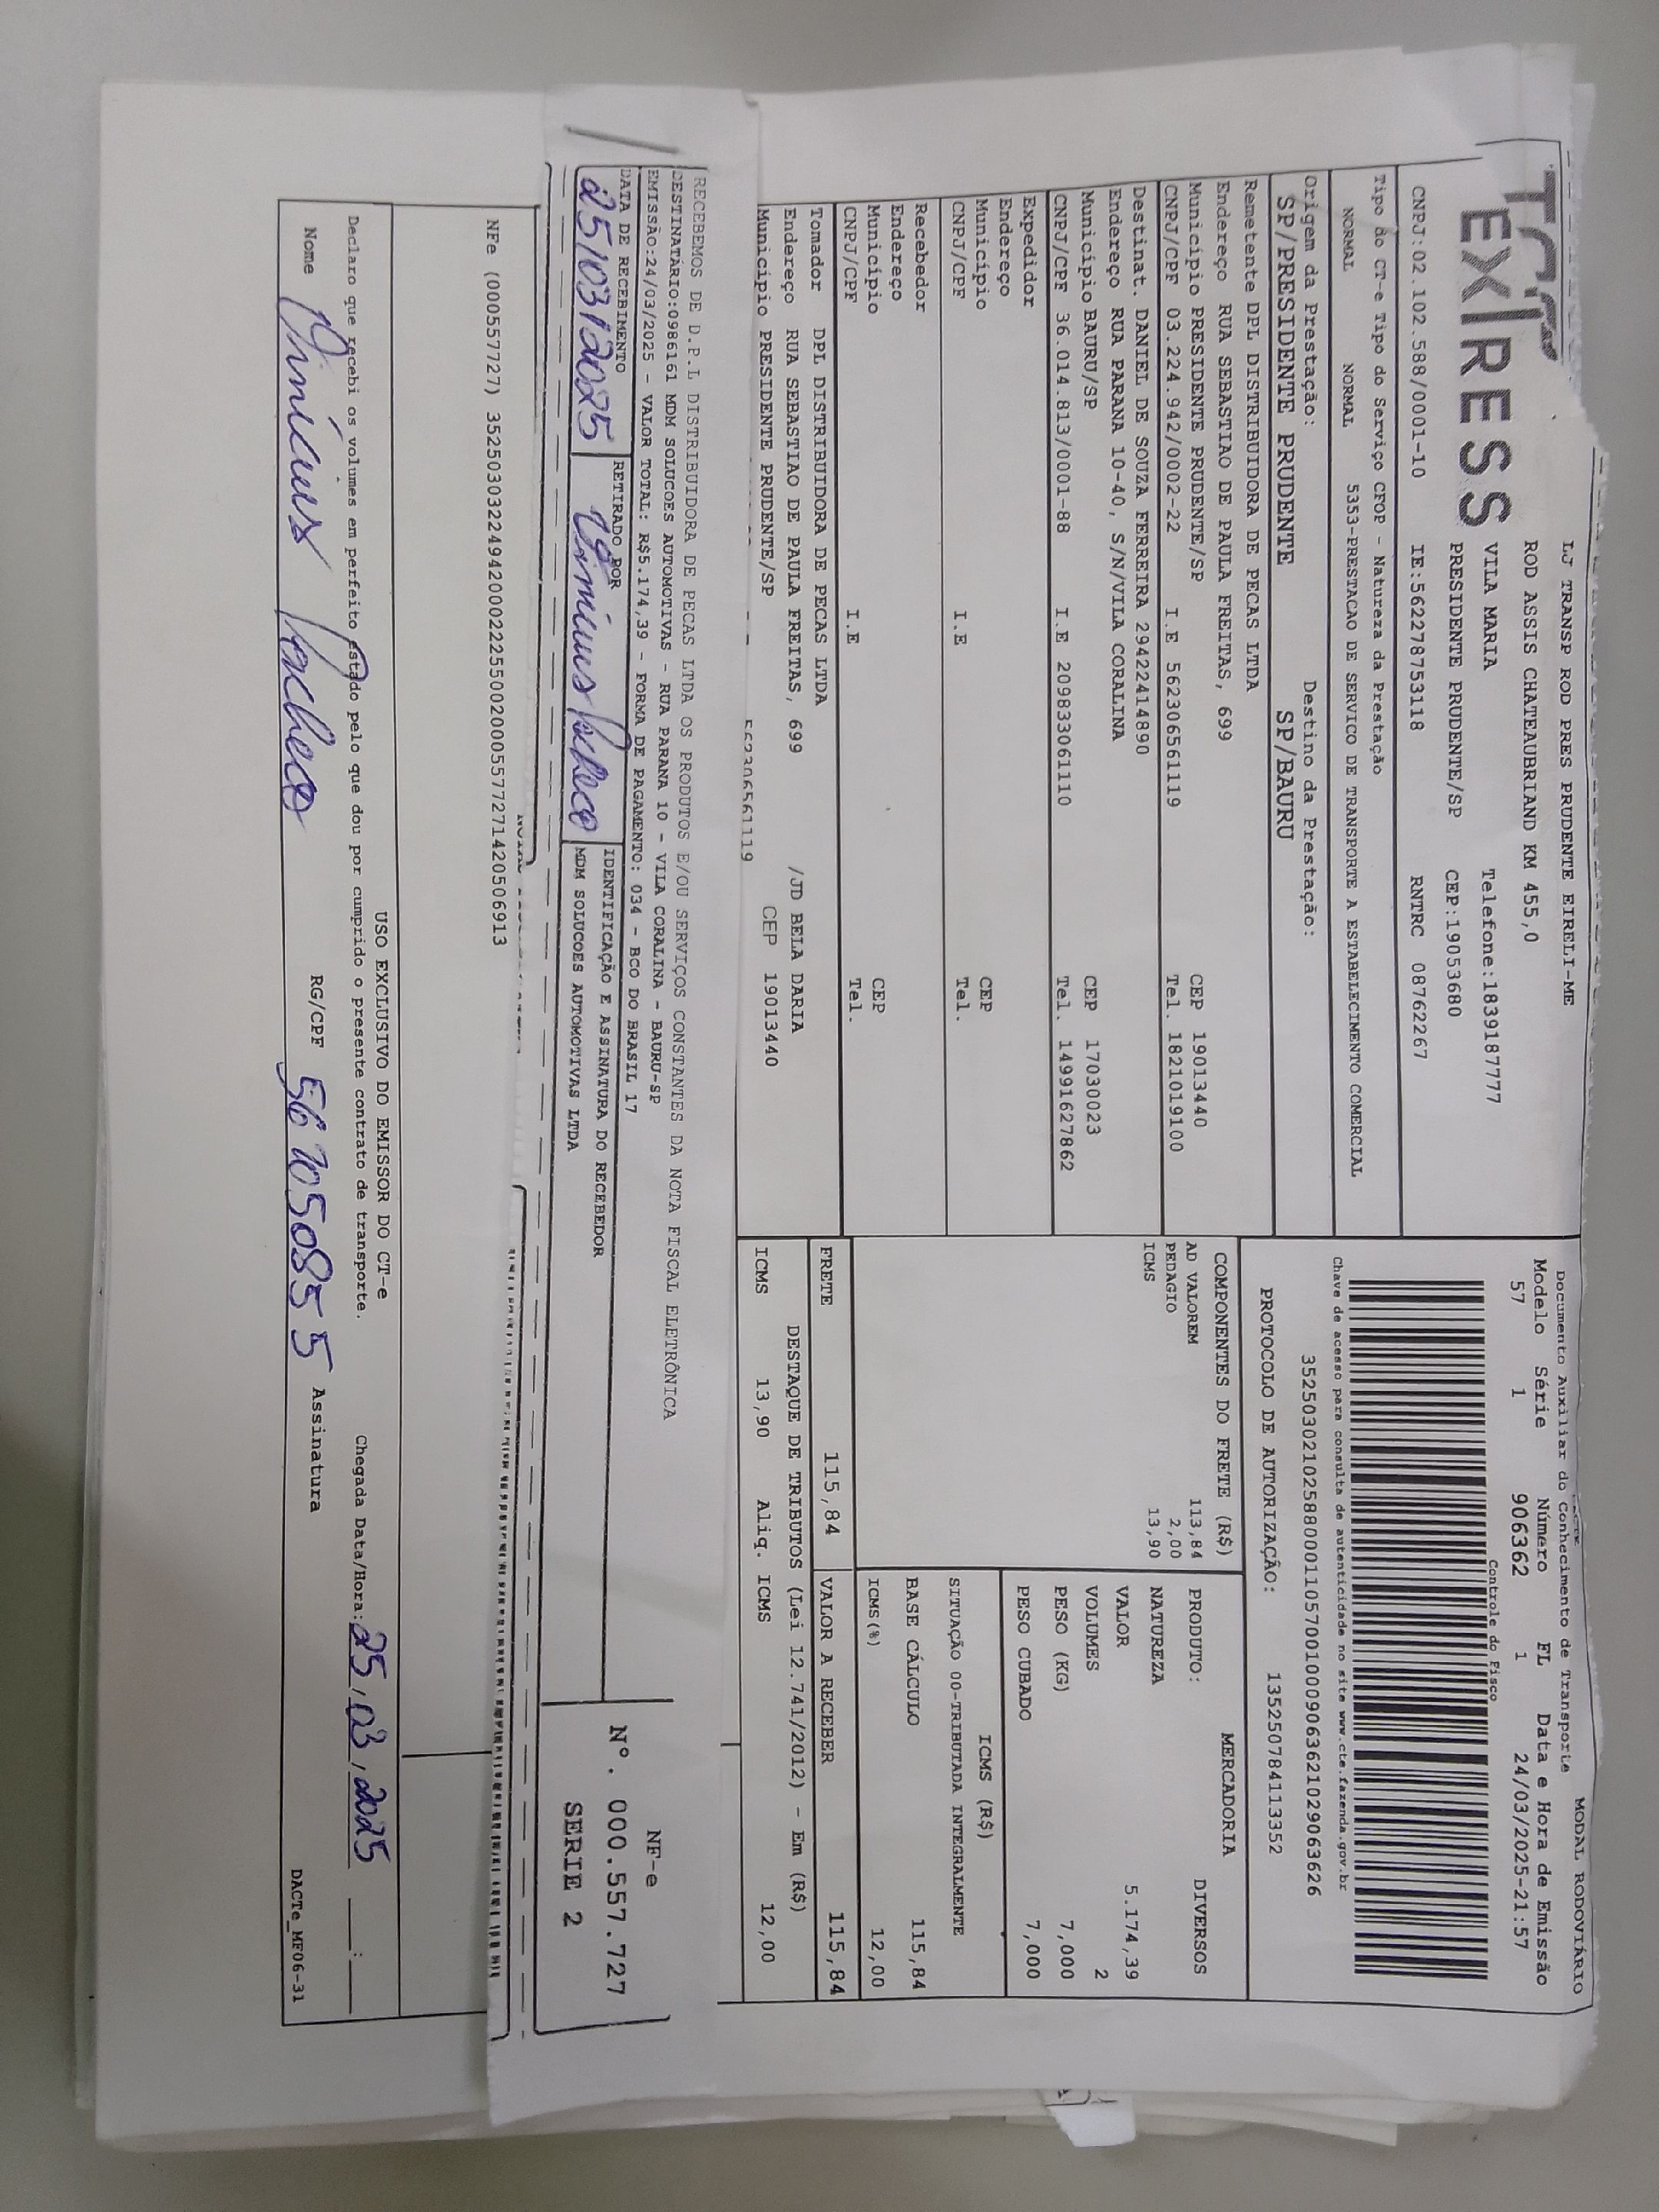 EXPRESS
LJ TRANSP ROD PRES PRUDENTE EIRELI-ME
ROD ASSIS CHATEAUBRIAND KM 455,0
VILA MARIA Telefone:1839187777
PRESIDENTE PRUDENTE/SP CEP:19053680
CNPJ:02.102.588/0001-10 IE:562278753118 RNTRC 08762267
Tipo do CT-e Tipo do Serviço CFOP - Natureza da Prestação
NORMAL NORMAL 5353-PRESTACAO DE SERVICO DE TRANSPORTE A ESTABELECIMENTO COMERCIAL
Origem da Prestação: Destino da Prestação:
SP/PRESIDENTE PRUDENTE SP/BAURU
Remetente DPL DISTRIBUIDORA DE PECAS LTDA
Endereço RUA SEBASTIAO DE PAULA FREITAS, 699
Município PRESIDENTE PRUDENTE/SP CEP 19013440
CNPJ/CPF 03.224.942/0002-22 I.E 562306561119 Tel. 1821019100
Destinat. DANIEL DE SOUZA FERREIRA 29422414890
Endereço RUA PARANA 10-40, S/N/VILA CORALINA
Município BAURU/SP CEP 17030023
CNPJ/CPF 36.014.813/0001-88 I.E 209833061110 Tel. 14991627862
Expedidor
Endereço
Município CEP
CNPJ/CPF I.E Tel.
Recebedor
Endereço
Município CEP
CNPJ/CPF I.E Tel.
Tomador DPL DISTRIBUIDORA DE PECAS LTDA
Endereço RUA SEBASTIAO DE PAULA FREITAS, 699 /JD BELA DARIA
Município PRESIDENTE PRUDENTE/SP CEP 19013440
562306561119
MODAL RODOVIÁRIO
Documento Auxiliar do Conhecimento de Transporte
Modelo Série Número FL Data e Hora de Emissão
57 1 906362 1 24/03/2025-21:57
Controle do Fisco
Chave de acesso para consulta de autenticidade no site www.cte.fazenda.gov.br
35250302102588000110570010009063621029063626
PROTOCOLO DE AUTORIZAÇÃO: 135250784113352
COMPONENTES DO FRETE (R$)
AD VALOREM 113,84
PEDAGIO 2,00
ICMS 13,90
MERCADORIA
PRODUTO: DIVERSOS
NATUREZA
VALOR 5.174,39
VOLUMES 2
PESO (KG) 7,000
PESO CUBADO 7,000
ICMS (R$)
SITUAÇÃO 00-TRIBUTADA INTEGRALMENTE
BASE CÁLCULO 115,84
ICMS(%) 12,00
FRETE 115,84 VALOR A RECEBER 115,84
DESTAQUE DE TRIBUTOS (Lei 12.741/2012) - Em (R$)
ICMS 13,90 Aliq. ICMS 12,00
RECEBEMOS DE D.P.L DISTRIBUIDORA DE PECAS LTDA OS PRODUTOS E/OU SERVIÇOS CONSTANTES DA NOTA FISCAL ELETRÔNICA
DESTINATÁRIO:0986161 MDM SOLUCOES AUTOMOTIVAS - RUA PARANA 10 - VILA CORALINA - BAURU-SP
EMISSÃO:24/03/2025 - VALOR TOTAL: R$5.174,39 - FORMA DE PAGAMENTO: 034 - BCO DO BRASIL 17
DATA DE RECEBIMENTO RETIRADO POR IDENTIFICAÇÃO E ASSINATURA DO RECEBEDOR
25/03/2025 Vinicius Pacheco MDM SOLUCOES AUTOMOTIVAS LTDA
NF-e
Nº. 000.557.727
SERIE 2
NFe (000557727) 35250303224942000222550020005577271420506913
USO EXCLUSIVO DO EMISSOR DO CT-e
Declaro que recebi os volumes em perfeito estado pelo que dou por cumprido o presente contrato de transporte. Chegada Data/Hora: 25/03/2025 :
Nome Vinicius Pacheco RG/CPF Assinatura
DACTe_MF06-31